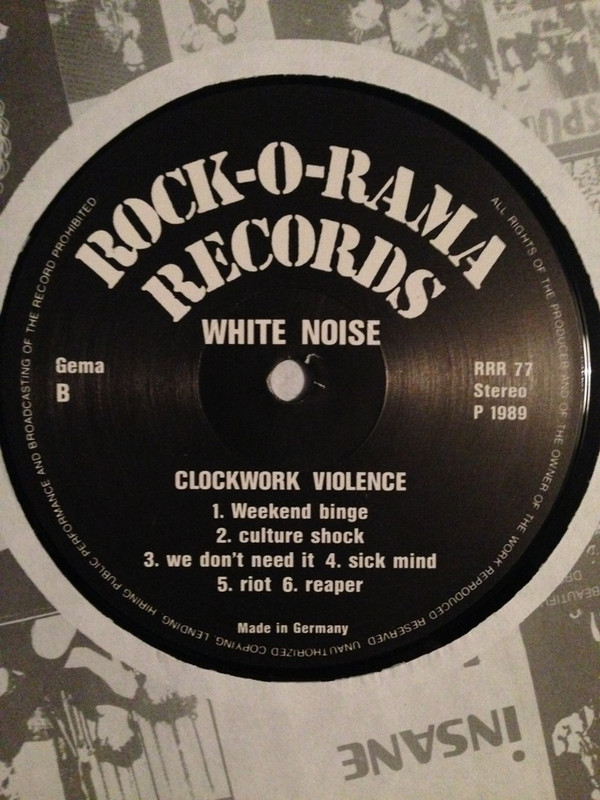 ROCK-O-RAMA
RECORDS
WHITE NOISE
Gema
B
RRR 77
Stereo
P 1989
CLOCKWORK VIOLENCE
1. Weekend binge
2. culture shock
3. we don't need it 4. sick mind
5. riot 6. reaper
Made in Germany
ALL RIGHTS OF THE PRODUCER AND OF THE OWNER OF THE WORK REPRODUCED RESERVED UNAUTHORIZED COPYING, LENDING, HIRING PUBLIC PERFORMANCE AND BROADCASTING OF THE RECORD PROHIBITED
SPU
BEAUTIFUL
INSANE